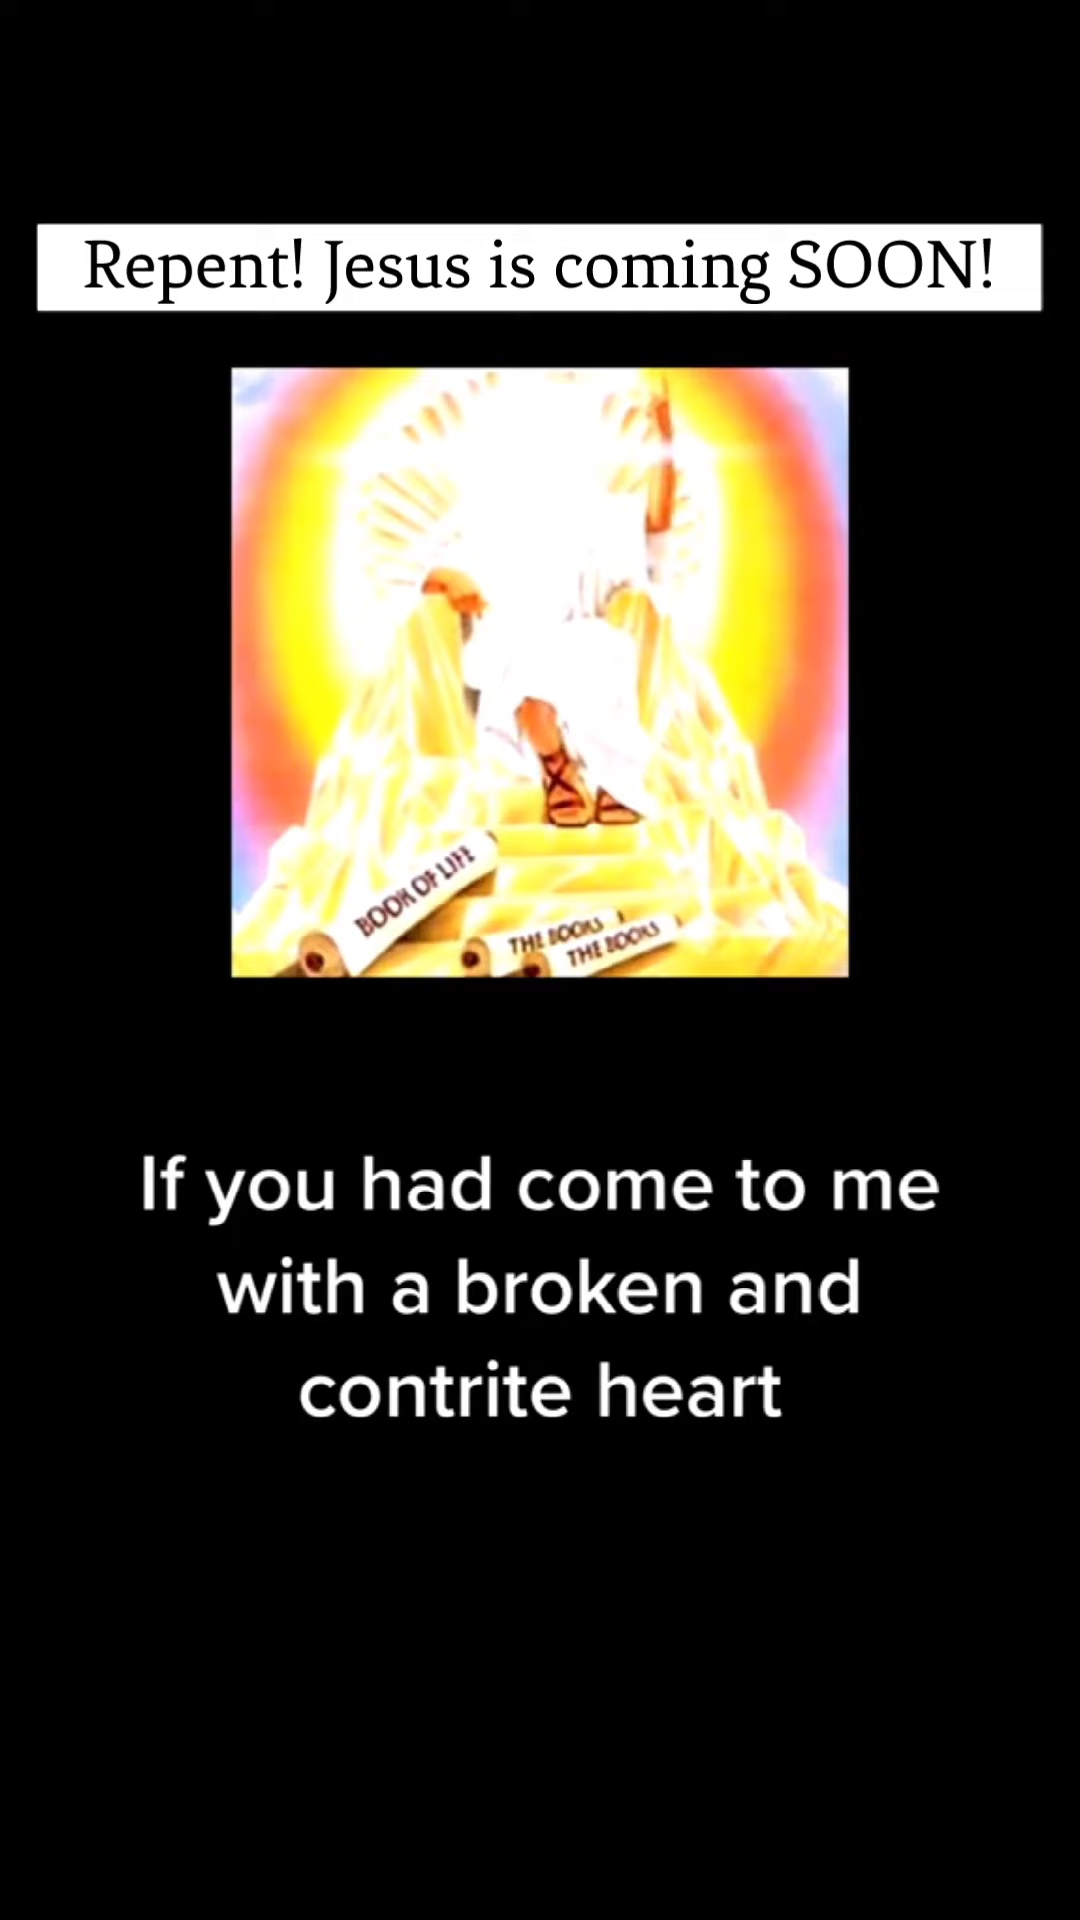 Repent! Jesus is coming SOON!
BOOK OF LIFE
THE BOOKS
THE BOOKS
If you had come to me
with a broken and
contrite heart